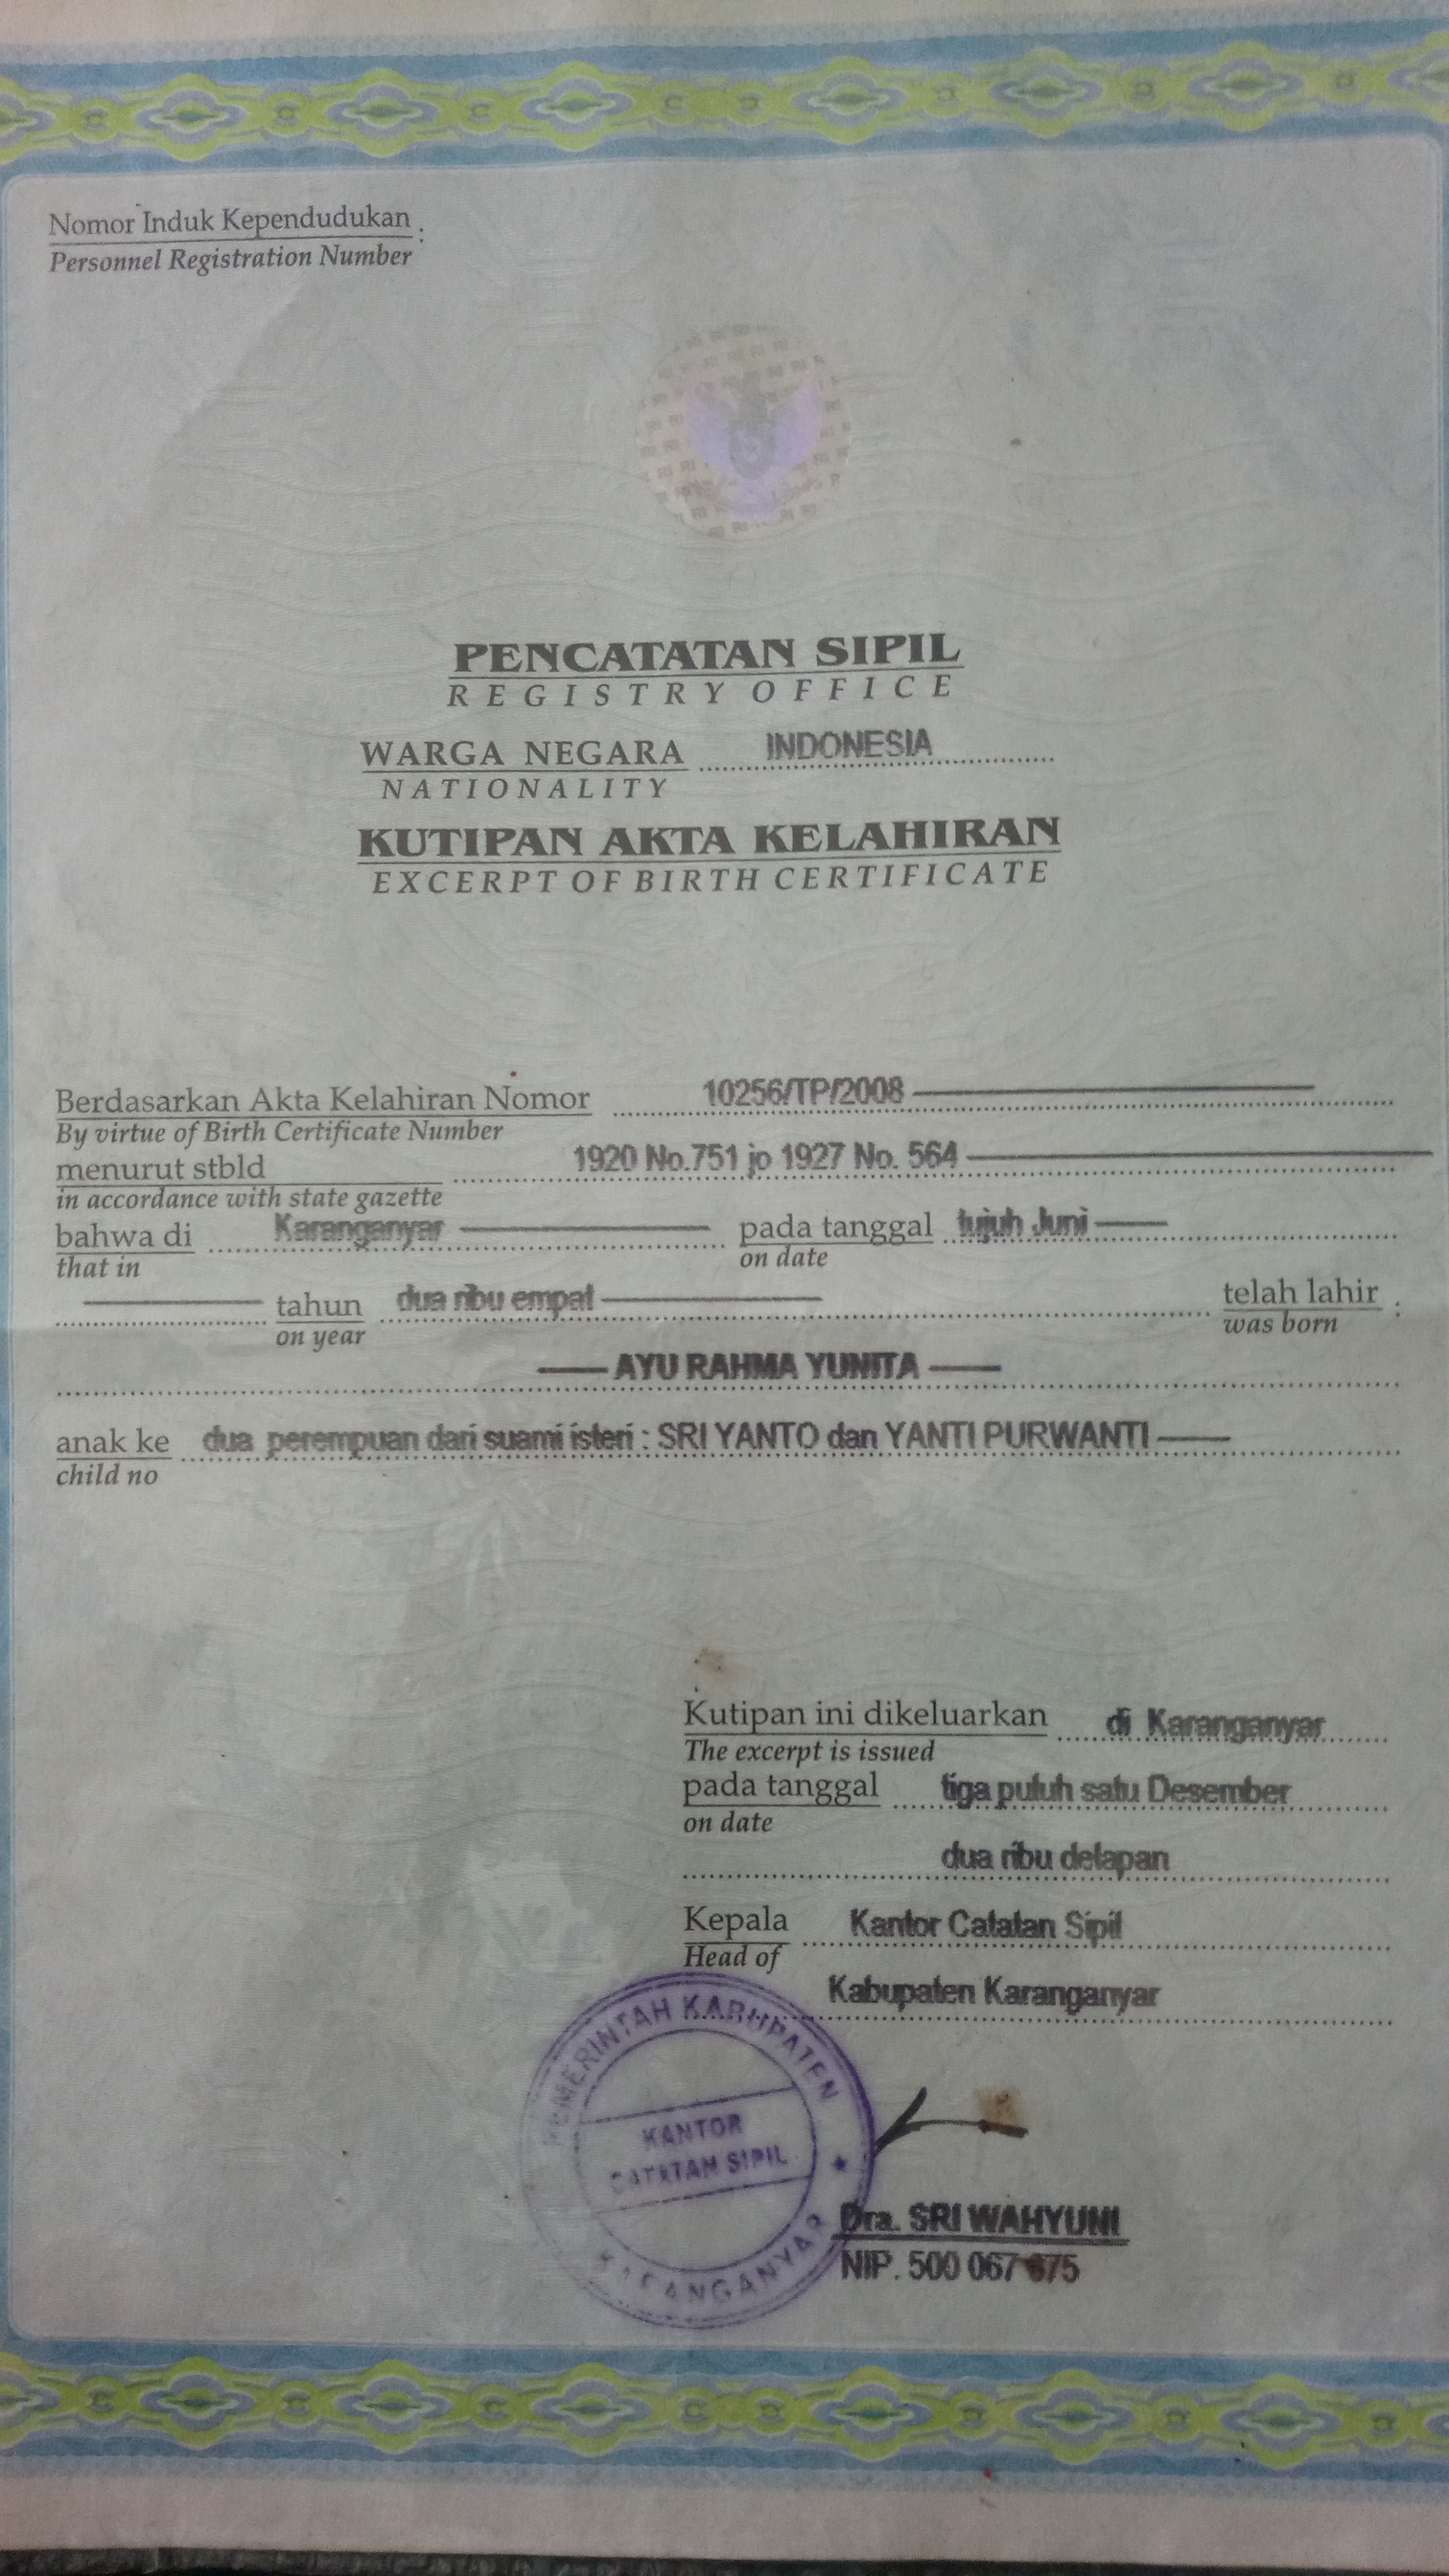 Nomor Induk Kependudukan :
Personnel Registration Number
PENCATATAN SIPIL
REGISTRY OFFICE
WARGA NEGARA INDONESIA
NATIONALITY
KUTIPAN AKTA KELAHIRAN
EXCERPT OF BIRTH CERTIFICATE
Berdasarkan Akta Kelahiran Nomor 10256/TP/2008
By virtue of Birth Certificate Number
menurut stbld 1920 No.751 jo 1927 No. 564
in accordance with state gazette
bahwa di Karanganyar pada tanggal tujuh Juni
that in on date
tahun dua ribu empat telah lahir :
on year was born
AYU RAHMA YUNITA
anak ke dua perempuan dari suami isteri : SRI YANTO dan YANTI PURWANTI
child no
Kutipan ini dikeluarkan di Karanganyar
The excerpt is issued
pada tanggal tiga puluh satu Desember
on date
dua ribu delapan
Kepala Kantor Catatan Sipil
Head of
Kabupaten Karanganyar
PEMERINTAH KABUPATEN
KANTOR
CATATAN SIPIL
KARANGANYAR
Dra. SRI WAHYUNI
NIP. 500 067 675